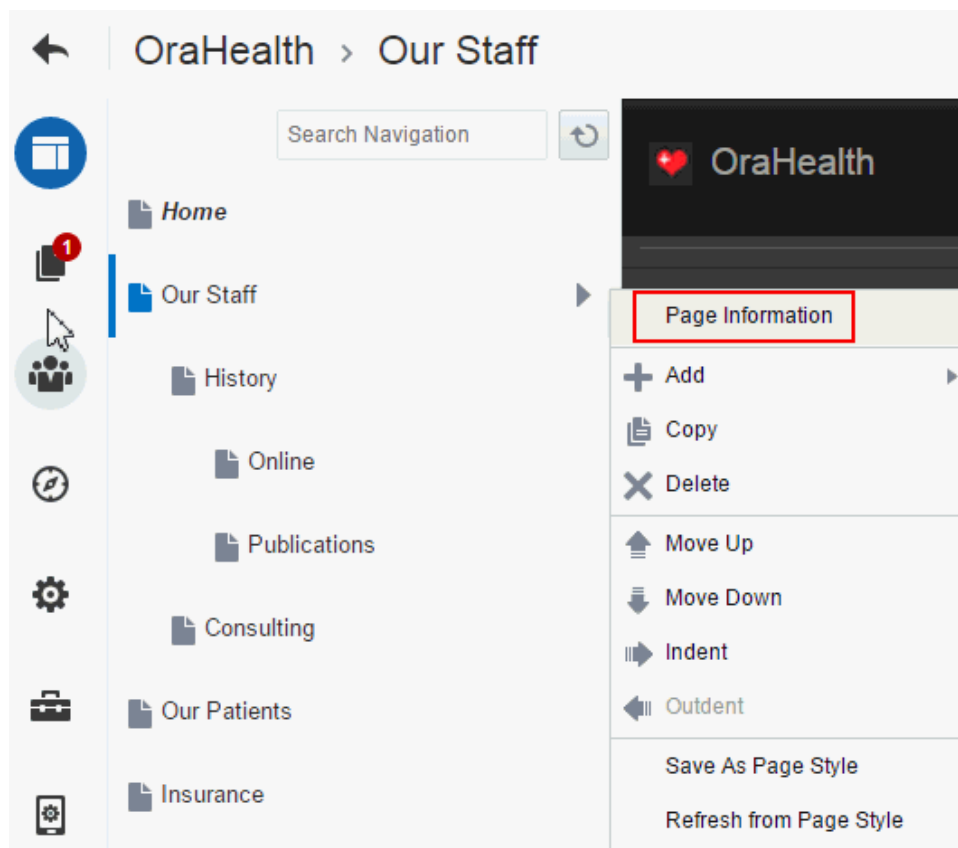 OraHealth > Our Staff
Search Navigation
OraHealth
Home
1
Our Staff
Page Information
History
Add
Copy
Online
Delete
Publications
Move Up
Move Down
Consulting
Indent
Our Patients
Outdent
Save As Page Style
Insurance
Refresh from Page Style